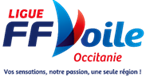 LIGUE
FFVoile
Occitanie
Vos sensations, notre passion, une seule région !